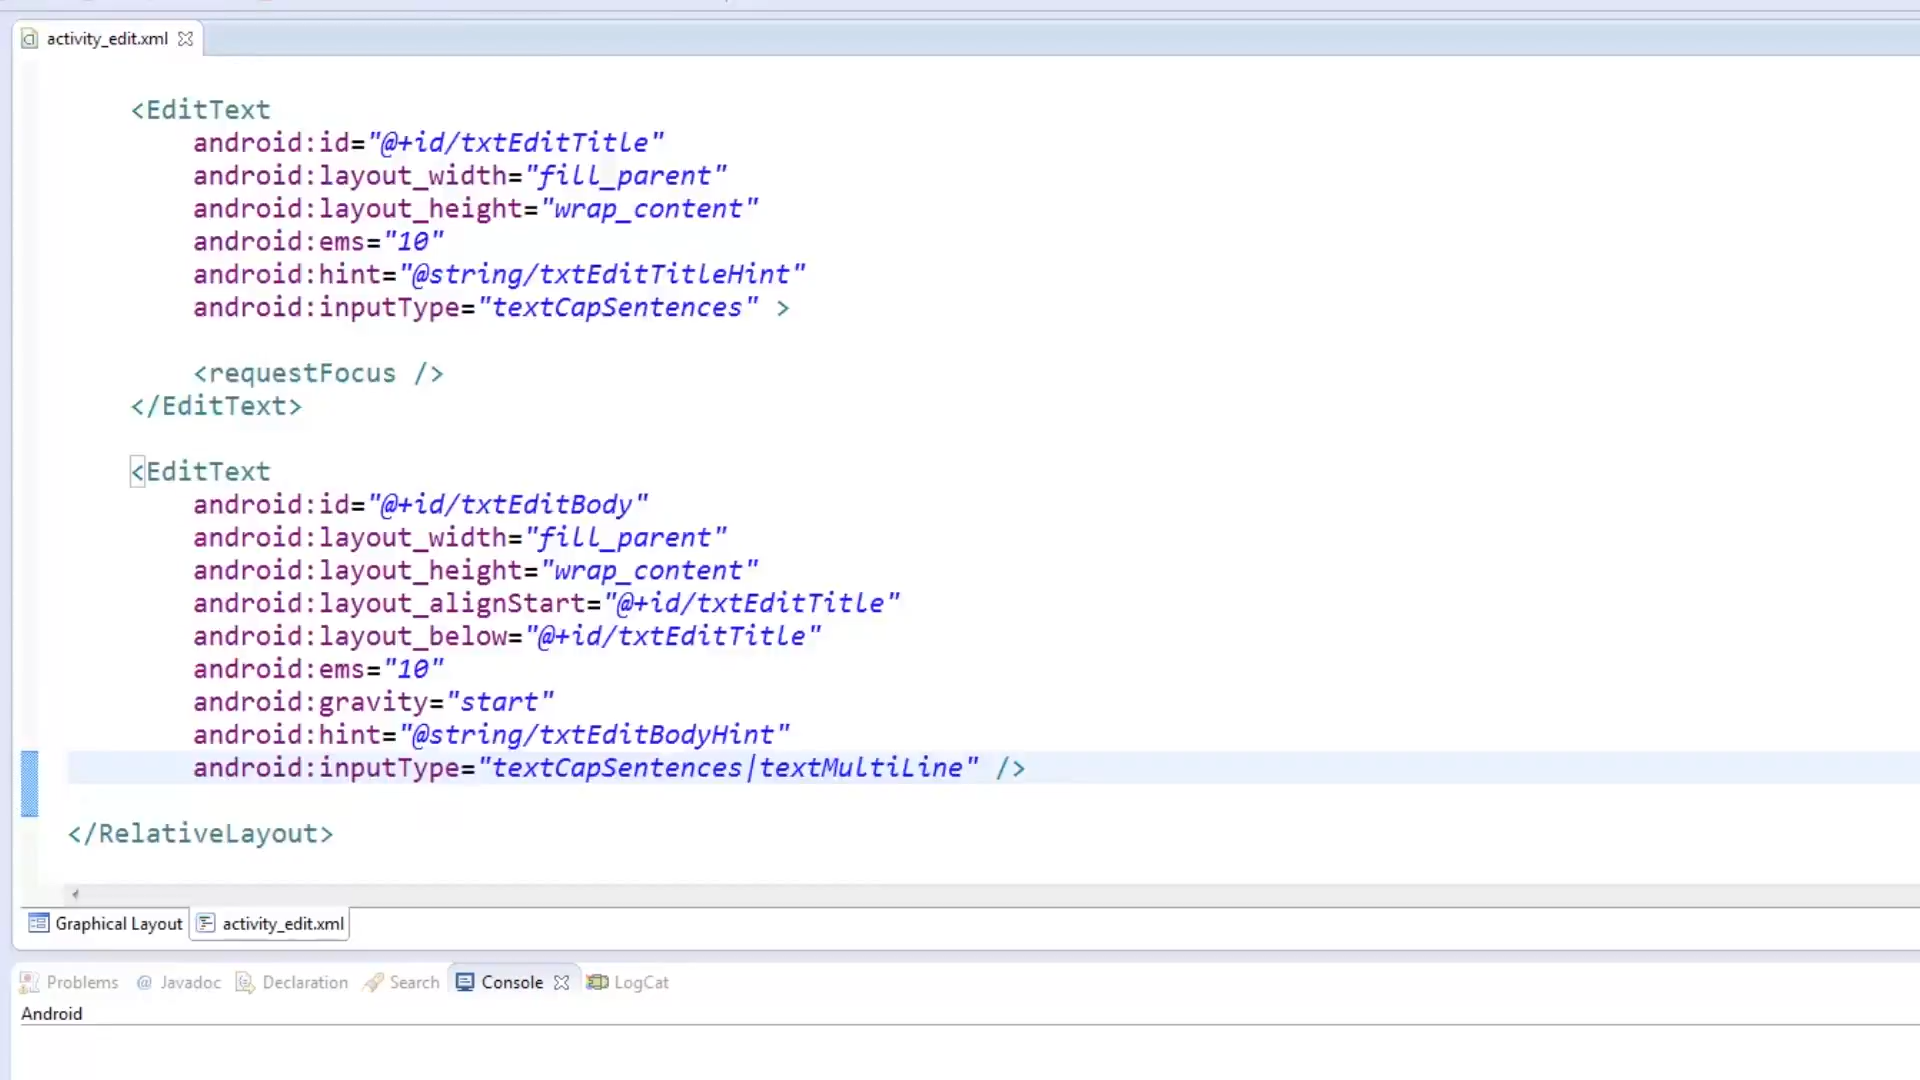 activity_edit.xml
<EditText
android:id="@+id/txtEditTitle"
android:layout_width="fill_parent"
android:layout_height="wrap_content"
android:ems="10"
android:hint="@string/txtEditTitleHint"
android:inputType="textCapSentences" >
<requestFocus />
</EditText>
<EditText
android:id="@+id/txtEditBody"
android:layout_width="fill_parent"
android:layout_height="wrap_content"
android:layout_alignStart="@+id/txtEditTitle"
android:layout_below="@+id/txtEditTitle"
android:ems="10"
android:gravity="start"
android:hint="@string/txtEditBodyHint"
android:inputType="textCapSentences|textMultiLine" />
</RelativeLayout>
Graphical Layout activity_edit.xml
Problems @ Javadoc Declaration Search Console LogCat
Android